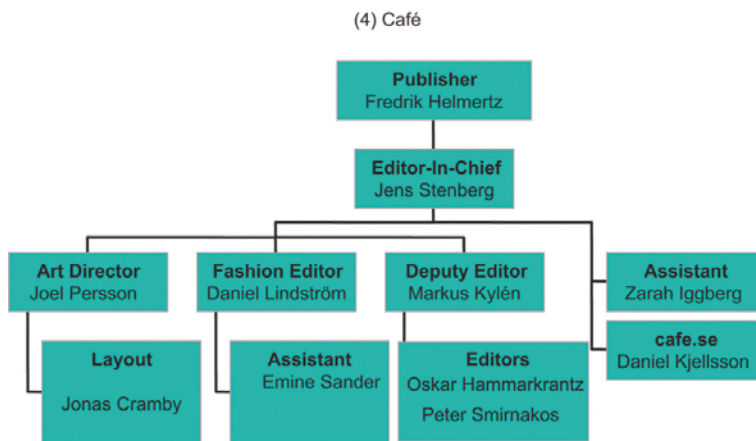 (4) Café
Publisher
Fredrik Helmertz
Editor-In-Chief
Jens Stenberg
Art Director
Joel Persson
Fashion Editor
Daniel Lindström
Deputy Editor
Markus Kylén
Assistant
Zarah Iggberg
cafe.se
Daniel Kjellsson
Layout
Jonas Cramby
Assistant
Emine Sander
Editors
Oskar Hammarkrantz
Peter Smirnakos